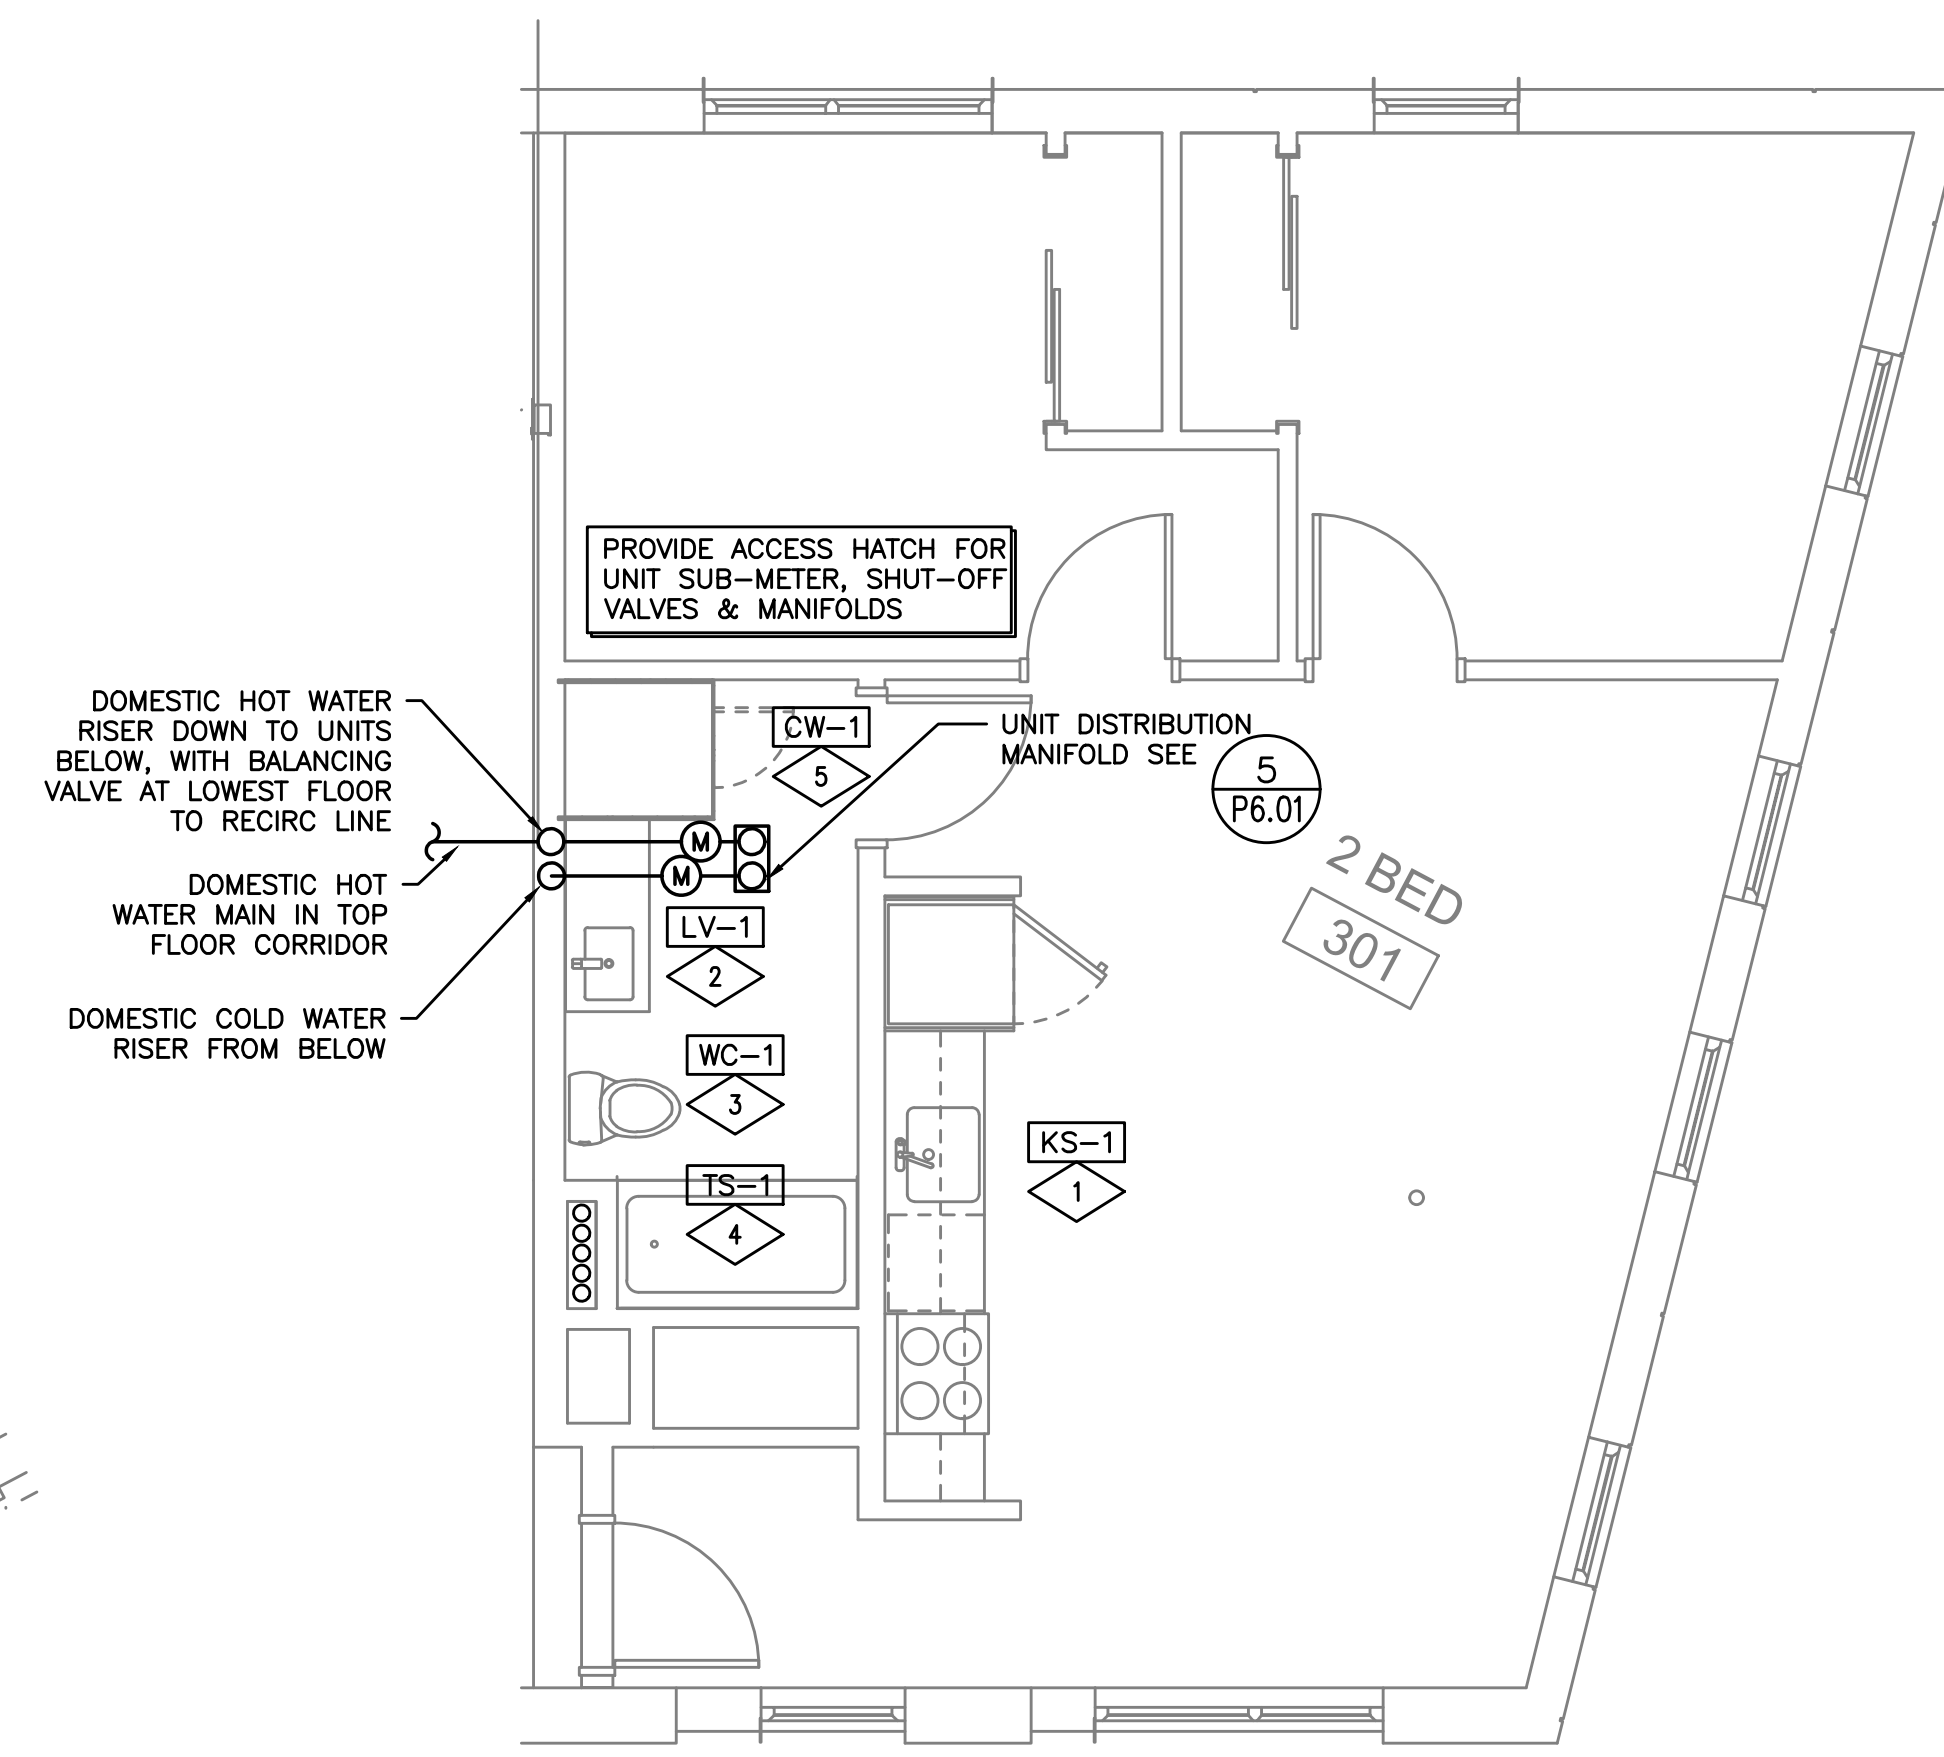 PROVIDE ACCESS HATCH FOR
UNIT SUB-METER, SHUT-OFF
VALVES & MANIFOLDS
DOMESTIC HOT WATER
RISER DOWN TO UNITS
BELOW, WITH BALANCING
VALVE AT LOWEST FLOOR
TO RECIRC LINE
DOMESTIC HOT
WATER MAIN IN TOP
FLOOR CORRIDOR
DOMESTIC COLD WATER
RISER FROM BELOW
CW-1
5
UNIT DISTRIBUTION
MANIFOLD SEE
5
P6.01
M
M
2 BED
301
LV-1
2
WC-1
3
TS-1
4
KS-1
1